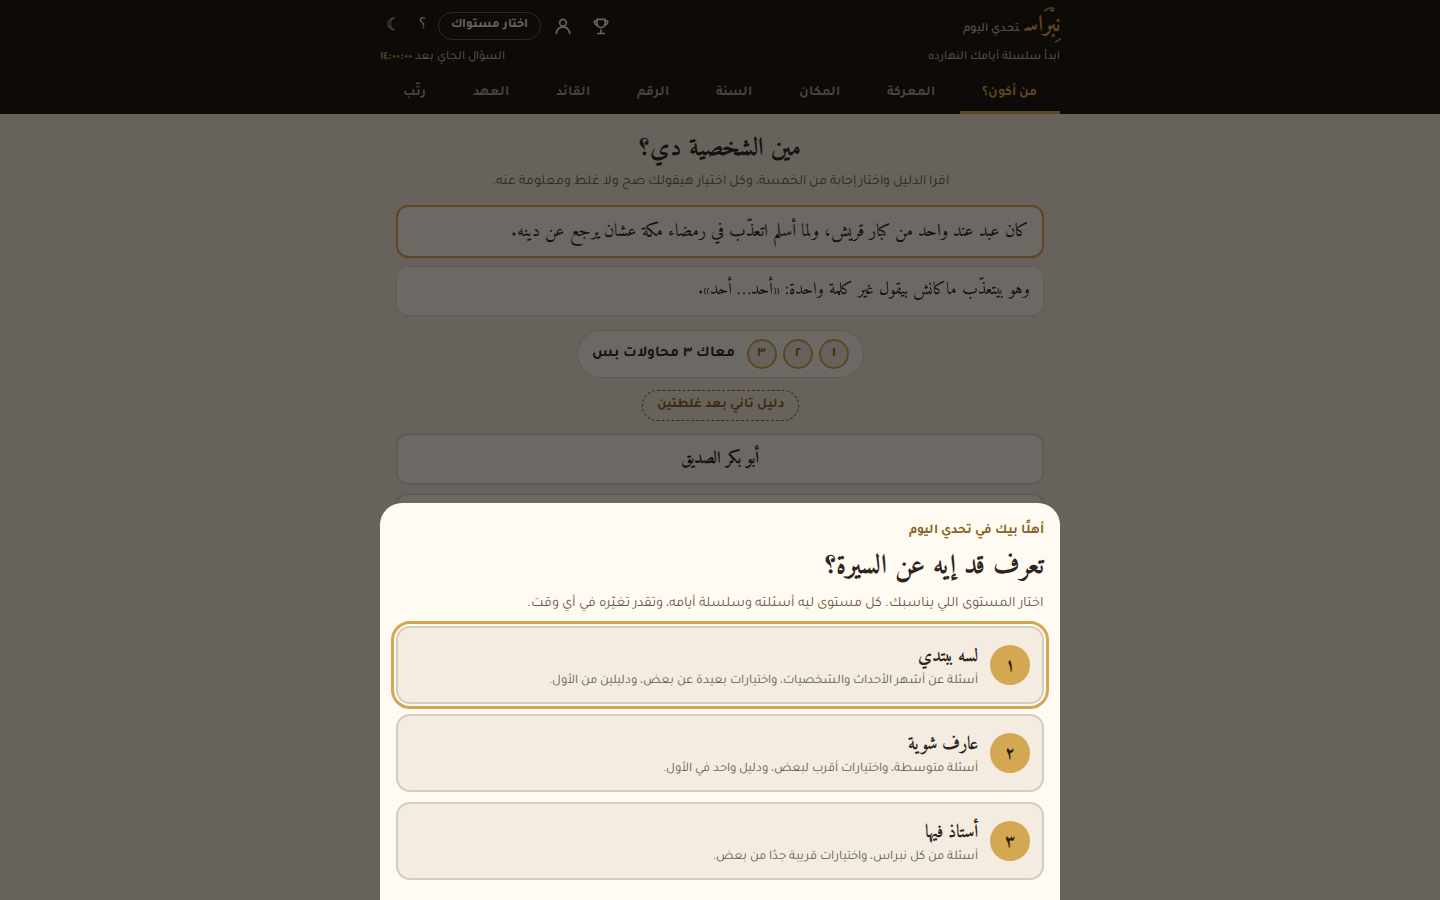 نِبْرَاس تحدي اليوم
اختار مستواك
؟
ابدأ سلسلة أيامك النهارده
السؤال الجاي بعد ١٤:٠٠:٠٠
من أكون؟ المعركة المكان السنة الرقم القائد العهد رتّب
مين الشخصية دي؟
اقرا الدليل واختار إجابة من الخمسة، وكل اختيار هيقولك صح ولا غلط ومعلومة عنه.
كان عبد عند واحد من كبار قريش، ولما أسلم اتعذّب في رمضاء مكة عشان يرجع عن دينه.
وهو بيتعذّب ماكانش بيقول غير كلمة واحدة: «أحد... أحد».
١ ٢ ٣ معاك ٣ محاولات بس
دليل تاني بعد غلطتين
أبو بكر الصديق
أهلًا بيك في تحدي اليوم
تعرف قد إيه عن السيرة؟
اختار المستوى اللي يناسبك. كل مستوى ليه أسئلته وسلسلة أيامه، وتقدر تغيّره في أي وقت.
١ لسه ببتدي
أسئلة عن أشهر الأحداث والشخصيات، واختيارات بعيدة عن بعض، ودليلين من الأول.
٢ عارف شوية
أسئلة متوسطة، واختيارات أقرب لبعض، ودليل واحد في الأول.
٣ أستاذ فيها
أسئلة من كل نبراس، واختيارات قريبة جدًا من بعض.